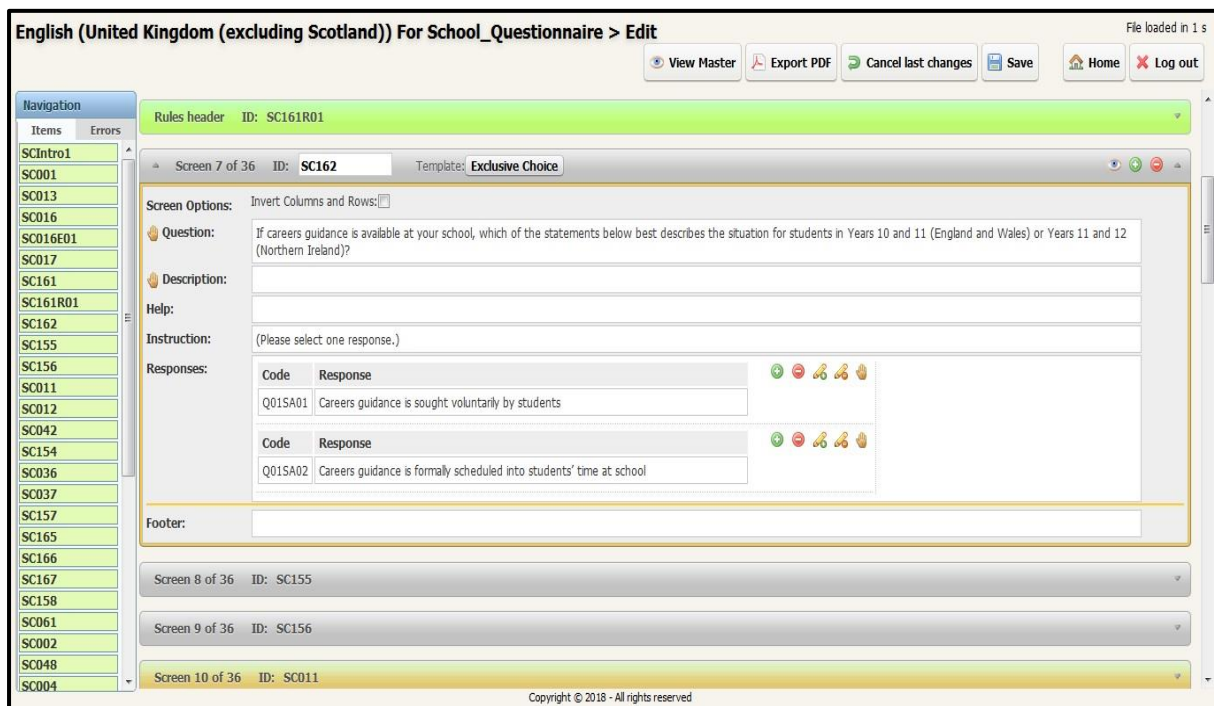 English (United Kingdom (excluding Scotland)) For School_Questionnaire > Edit
File loaded in 1 s
View Master
Export PDF
Cancel last changes
Save
Home
Log out
Navigation
Items Errors
SCIntro1
SC001
SC013
SC016
SC016E01
SC017
SC161
SC161R01
SC162
SC155
SC156
SC011
SC012
SC042
SC154
SC036
SC037
SC157
SC165
SC166
SC167
SC158
SC061
SC002
SC048
SC004
Rules header ID: SC161R01
Screen 7 of 36 ID: SC162 Template: Exclusive Choice
Screen Options: Invert Columns and Rows:
Question: If careers guidance is available at your school, which of the statements below best describes the situation for students in Years 10 and 11 (England and Wales) or Years 11 and 12
(Northern Ireland)?
Description:
Help:
Instruction: (Please select one response.)
Responses:
Code Response
Q01SA01 Careers guidance is sought voluntarily by students
Code Response
Q01SA02 Careers guidance is formally scheduled into students’ time at school
Footer:
Screen 8 of 36 ID: SC155
Screen 9 of 36 ID: SC156
Screen 10 of 36 ID: SC011
Copyright © 2018 - All rights reserved